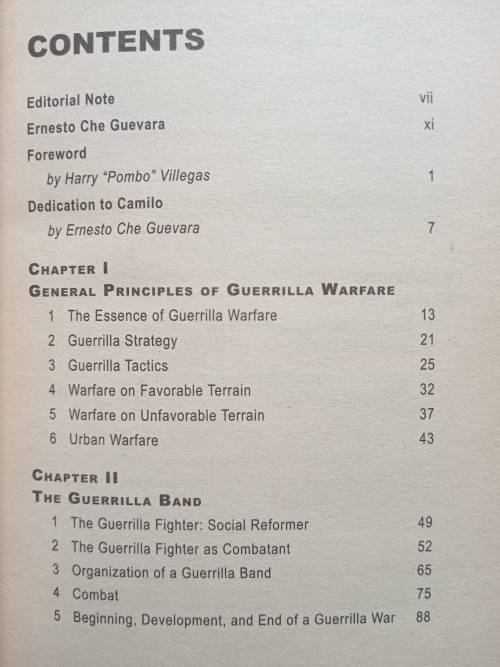 CONTENTS
Editorial Note vii
Ernesto Che Guevara xi
Foreword
by Harry “Pombo” Villegas 1
Dedication to Camilo
by Ernesto Che Guevara 7
CHAPTER I
GENERAL PRINCIPLES OF GUERRILLA WARFARE
1 The Essence of Guerrilla Warfare 13
2 Guerrilla Strategy 21
3 Guerrilla Tactics 25
4 Warfare on Favorable Terrain 32
5 Warfare on Unfavorable Terrain 37
6 Urban Warfare 43
CHAPTER II
THE GUERRILLA BAND
1 The Guerrilla Fighter: Social Reformer 49
2 The Guerrilla Fighter as Combatant 52
3 Organization of a Guerrilla Band 65
4 Combat 75
5 Beginning, Development, and End of a Guerrilla War 88